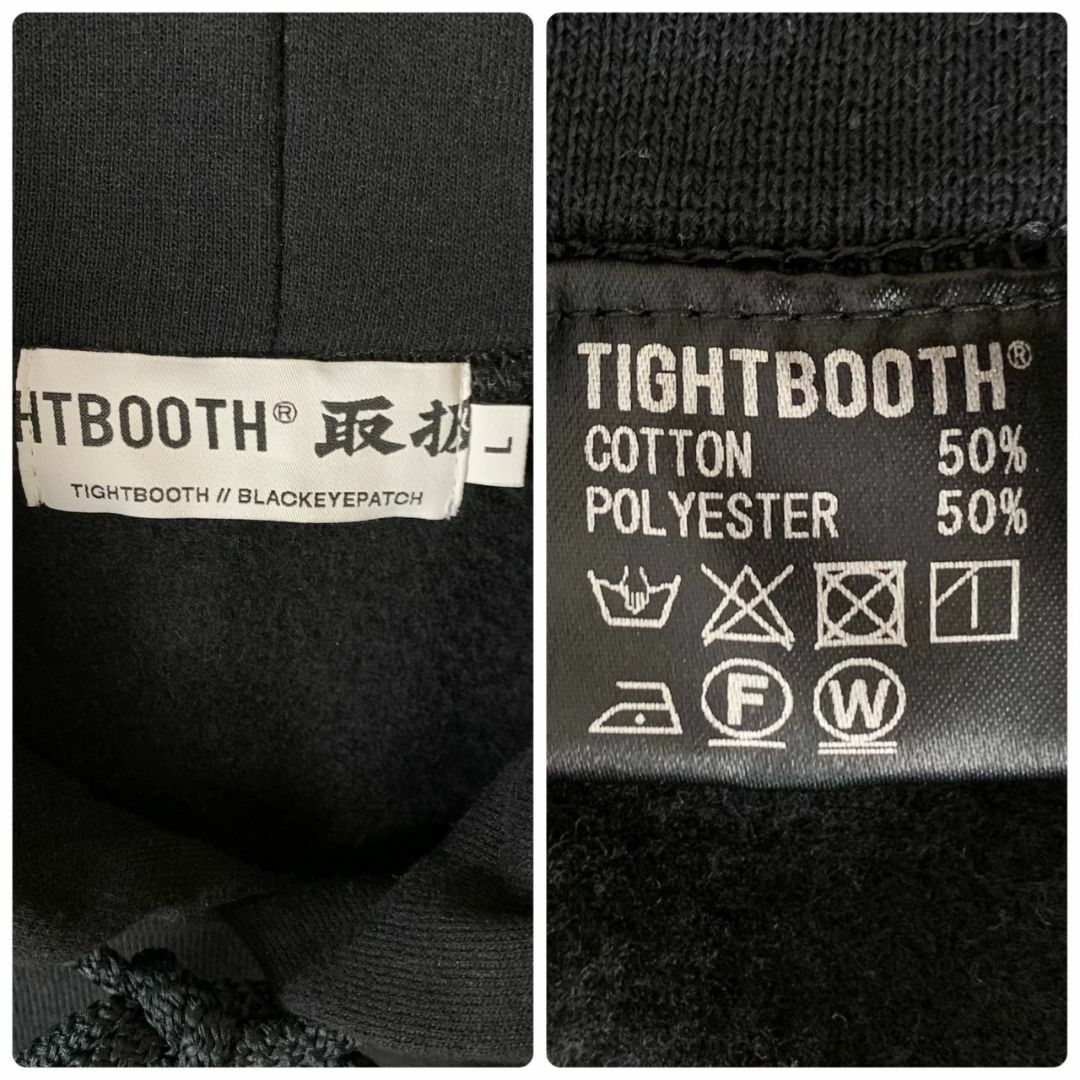 HTBOOTH® 取扱
L
TIGHTBOOTH // BLACKEYEPATCH
TIGHTBOOTH®
COTTON 50%
POLYESTER 50%
F W